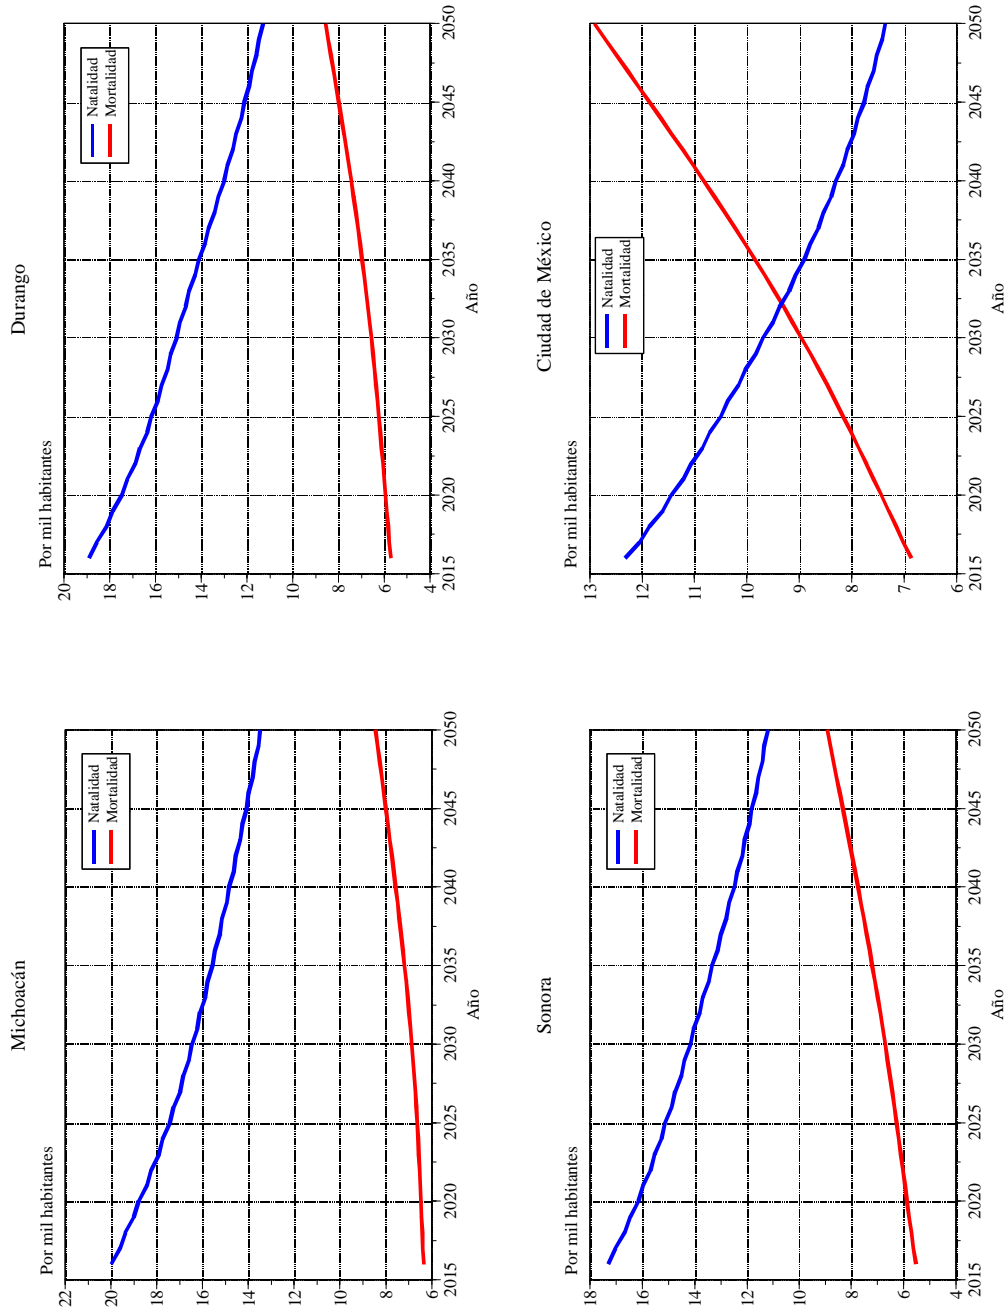 Michoacán
Por mil habitantes
22
20
18
16
14
12
10
8
6
Natalidad
Mortalidad
2015 2020 2025 2030 2035 2040 2045 2050
Año
Durango
Por mil habitantes
20
18
16
14
12
10
8
6
4
Natalidad
Mortalidad
2015 2020 2025 2030 2035 2040 2045 2050
Año
Sonora
Por mil habitantes
18
16
14
12
10
8
6
4
Natalidad
Mortalidad
2015 2020 2025 2030 2035 2040 2045 2050
Año
Ciudad de México
Por mil habitantes
13
12
11
10
9
8
7
6
Natalidad
Mortalidad
2015 2020 2025 2030 2035 2040 2045 2050
Año